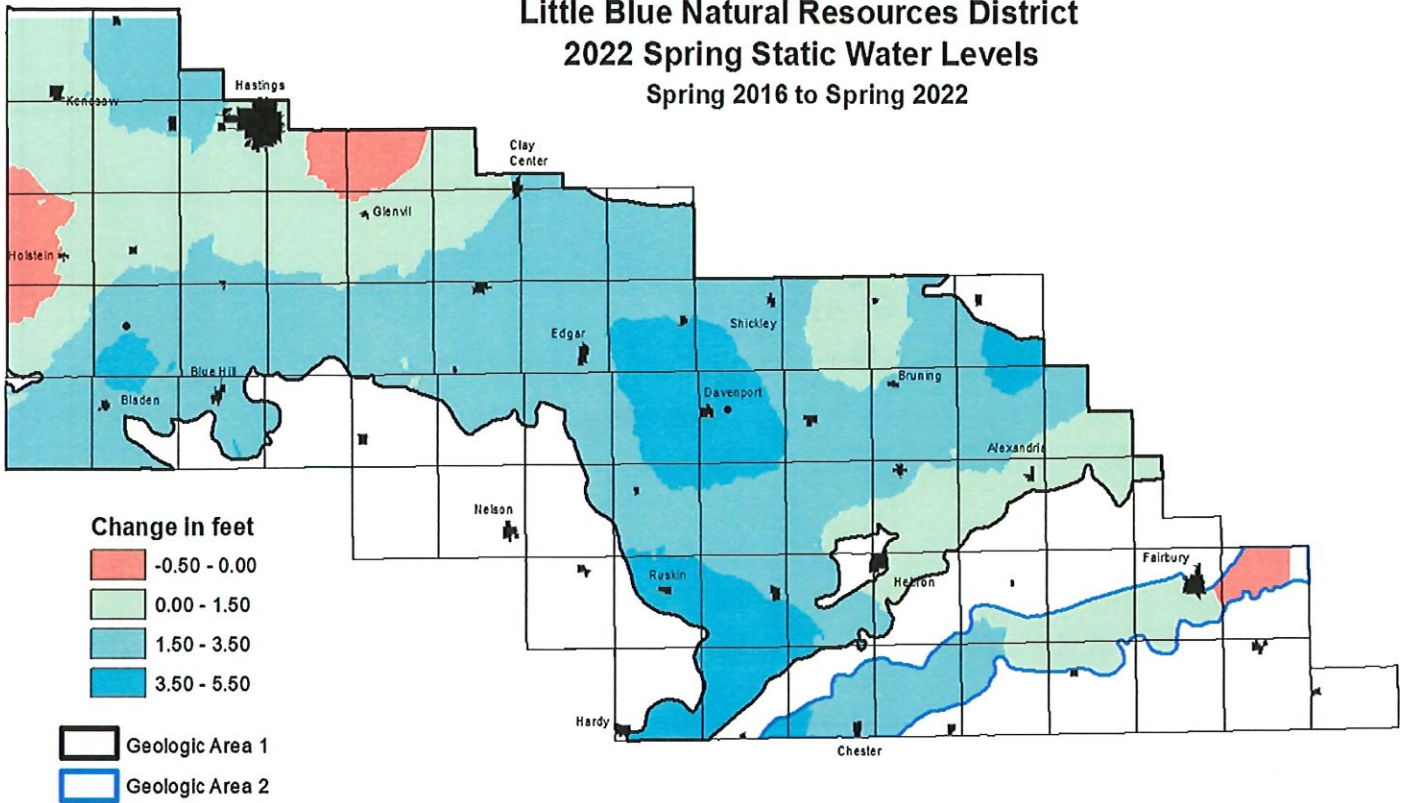 Little Blue Natural Resources District
2022 Spring Static Water Levels
Spring 2016 to Spring 2022
Hastings
Kenesaw
Clay
Center
Glenvil
Holstein
Shickley
Edgar
Blue Hill
Bruning
Davenport
Bladen
Alexandria
Nelson
Change in feet
-0.50 - 0.00
0.00 - 1.50
1.50 - 3.50
3.50 - 5.50
Fairbury
Ruskin
Hebron
Hardy
Chester
Geologic Area 1
Geologic Area 2